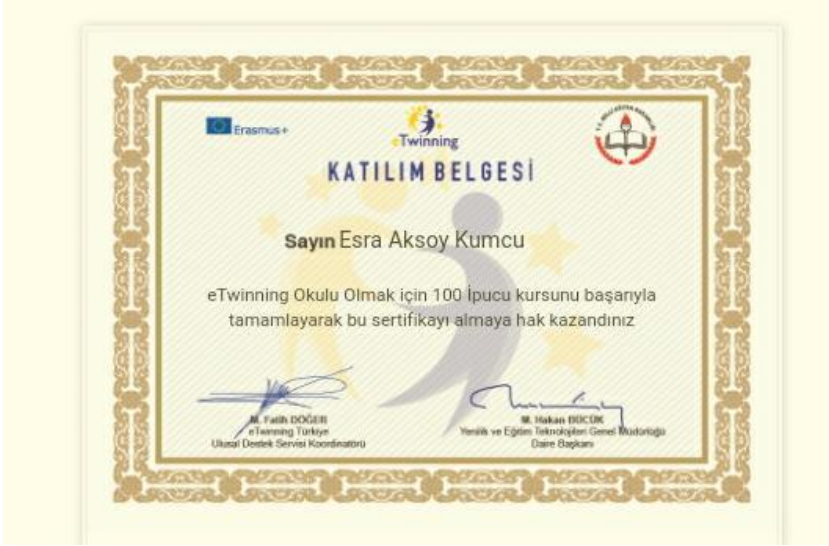 Erasmus+
eTwinning
KATILIM BELGESİ
Sayın Esra Aksoy Kumcu
eTwinning Okulu Olmak için 100 İpucu kursunu başarıyla
tamamlayarak bu sertifikayı almaya hak kazandınız
M. Fatih DÖĞER
eTwinning Türkiye
Ulusal Destek Servisi Koordinatörü
M. Hakan BÜCÜK
Yenilik ve Eğitim Teknolojileri Genel Müdürlüğü
Daire Başkanı